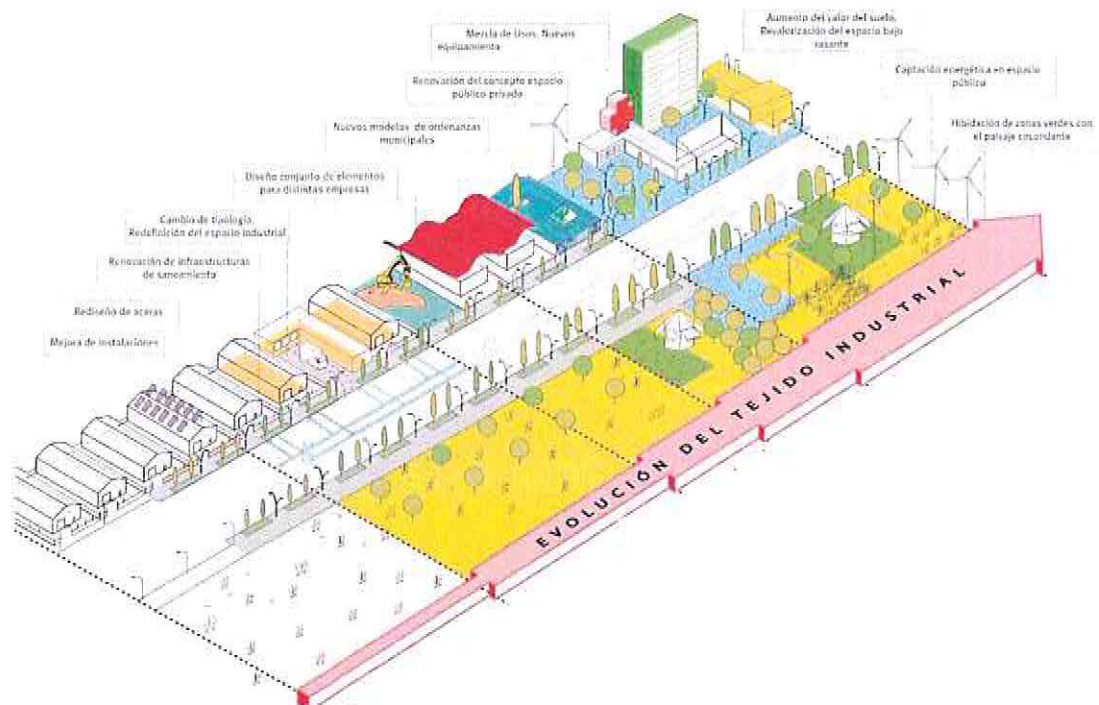 Mezcla de Usos, Nuevos
equipamienta
Aumento del valor del suelo,
Revalorización del espacio bajo
rasante
Renovación del concepto espacio
público privado
Captación energética en espacio
pública
Nuevos modelos de ordenanzas
municipales
Hibidación de zonas verdes con
el paisaje circundante
Diseño conjunto de elementos
para distintas empresas
Cambio de tipología,
Redefinición del espacio industrial
Renovación de infraestructuras
de saneamiento
Rediseño de aceras
Mejora de instalaciones
EVOLUCIÓN DEL TEJIDO INDUSTRIAL